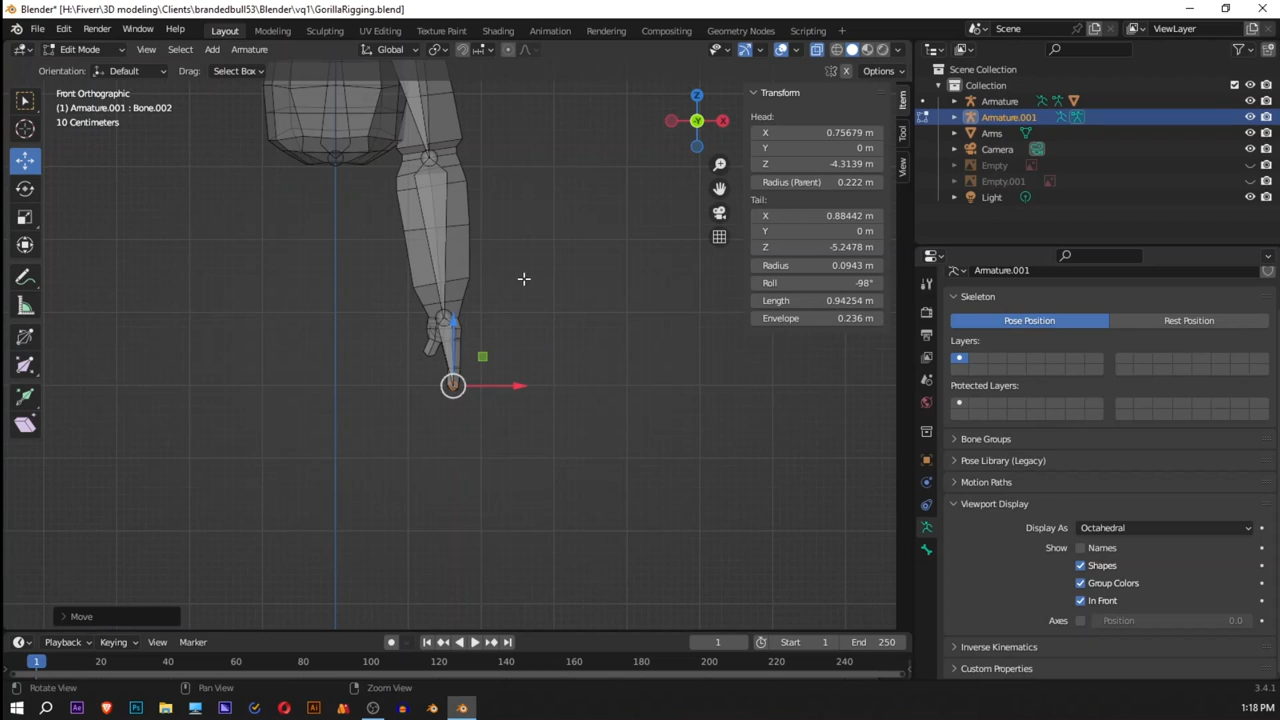 Blender* [H:\Fiverr\3D modeling\Clients\brandedbull53\Blender\vq1\GorillaRigging.blend]
File Edit Render Window Help Layout Modeling Sculpting UV Editing Texture Paint Shading Animation Rendering Compositing Geometry Nodes Scripting Scene ViewLayer
Edit Mode View Select Add Armature Global
Orientation: Default Drag: Select Box X Options
Front Orthographic
(1) Armature.001 : Bone.002
10 Centimeters
Z
-Y
X
Item
Tool
View
Transform
Head:
X 0.75679 m
Y 0 m
Z -4.3139 m
Radius (Parent) 0.222 m
Tail:
X 0.88442 m
Y 0 m
Z -5.2478 m
Radius 0.0943 m
Roll -98°
Length 0.94254 m
Envelope 0.236 m
Scene Collection
Collection
Armature
Armature.001
Arms
Camera
Empty
Empty.001
Light
Armature.001
Skeleton
Pose Position Rest Position
Layers:
Protected Layers:
Bone Groups
Pose Library (Legacy)
Motion Paths
Viewport Display
Display As Octahedral
Show Names
Shapes
Group Colors
In Front
Axes Position 0.0
Inverse Kinematics
Custom Properties
Move
Playback Keying View Marker 1 Start 1 End 250
1 20 40 60 80 100 120 140 160 180 200 220 240
Rotate View Pan View Zoom View 3.4.1
Ae Ps Ai 1:18 PM